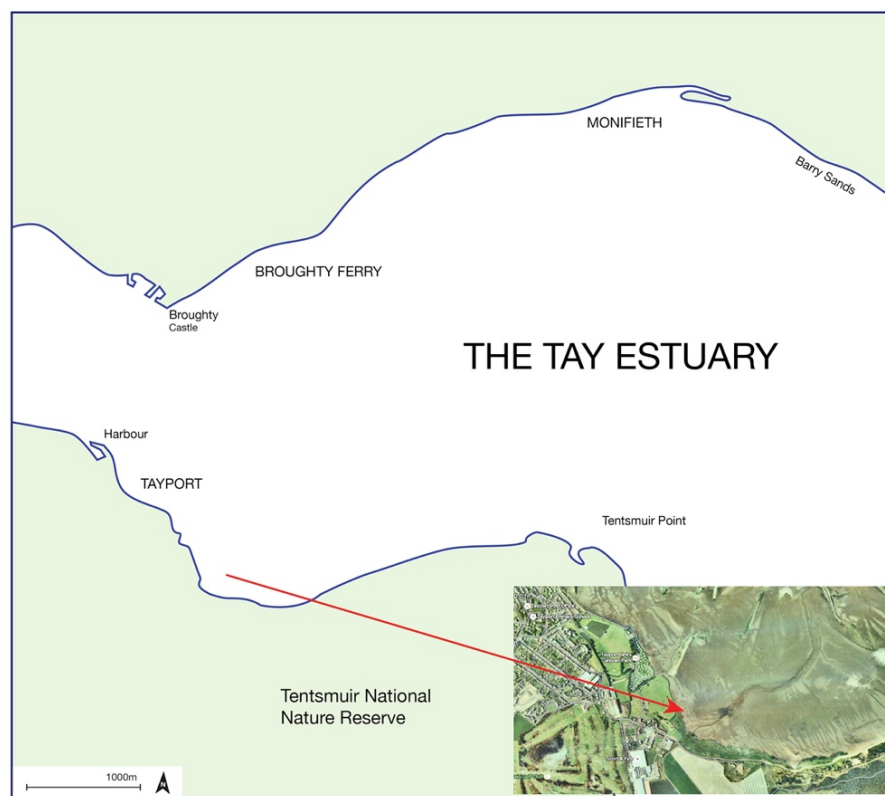 MONIFIETH
Barry Sands
BROUGHTY FERRY
Broughty
Castle
THE TAY ESTUARY
Harbour
TAYPORT
Tentsmuir Point
Tentsmuir National
Nature Reserve
1000m
N